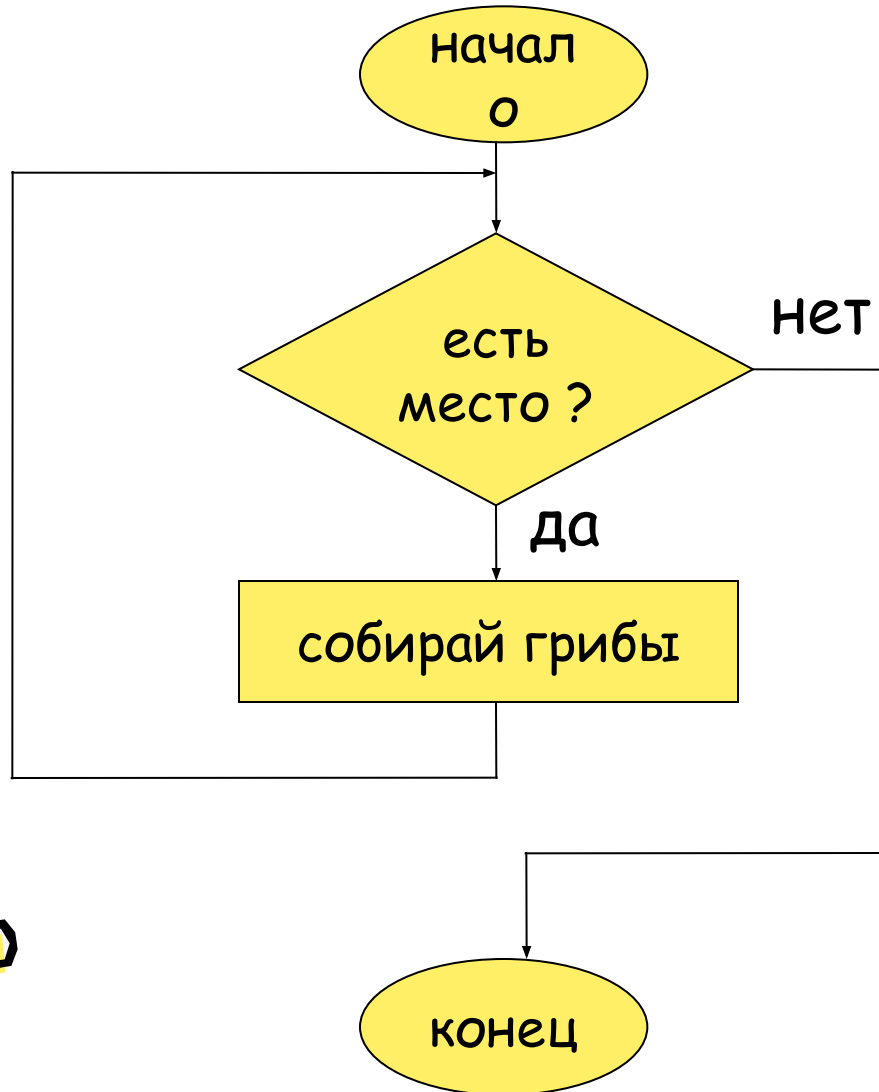 начал
о
нет
есть
место ?
да
собирай грибы
конец